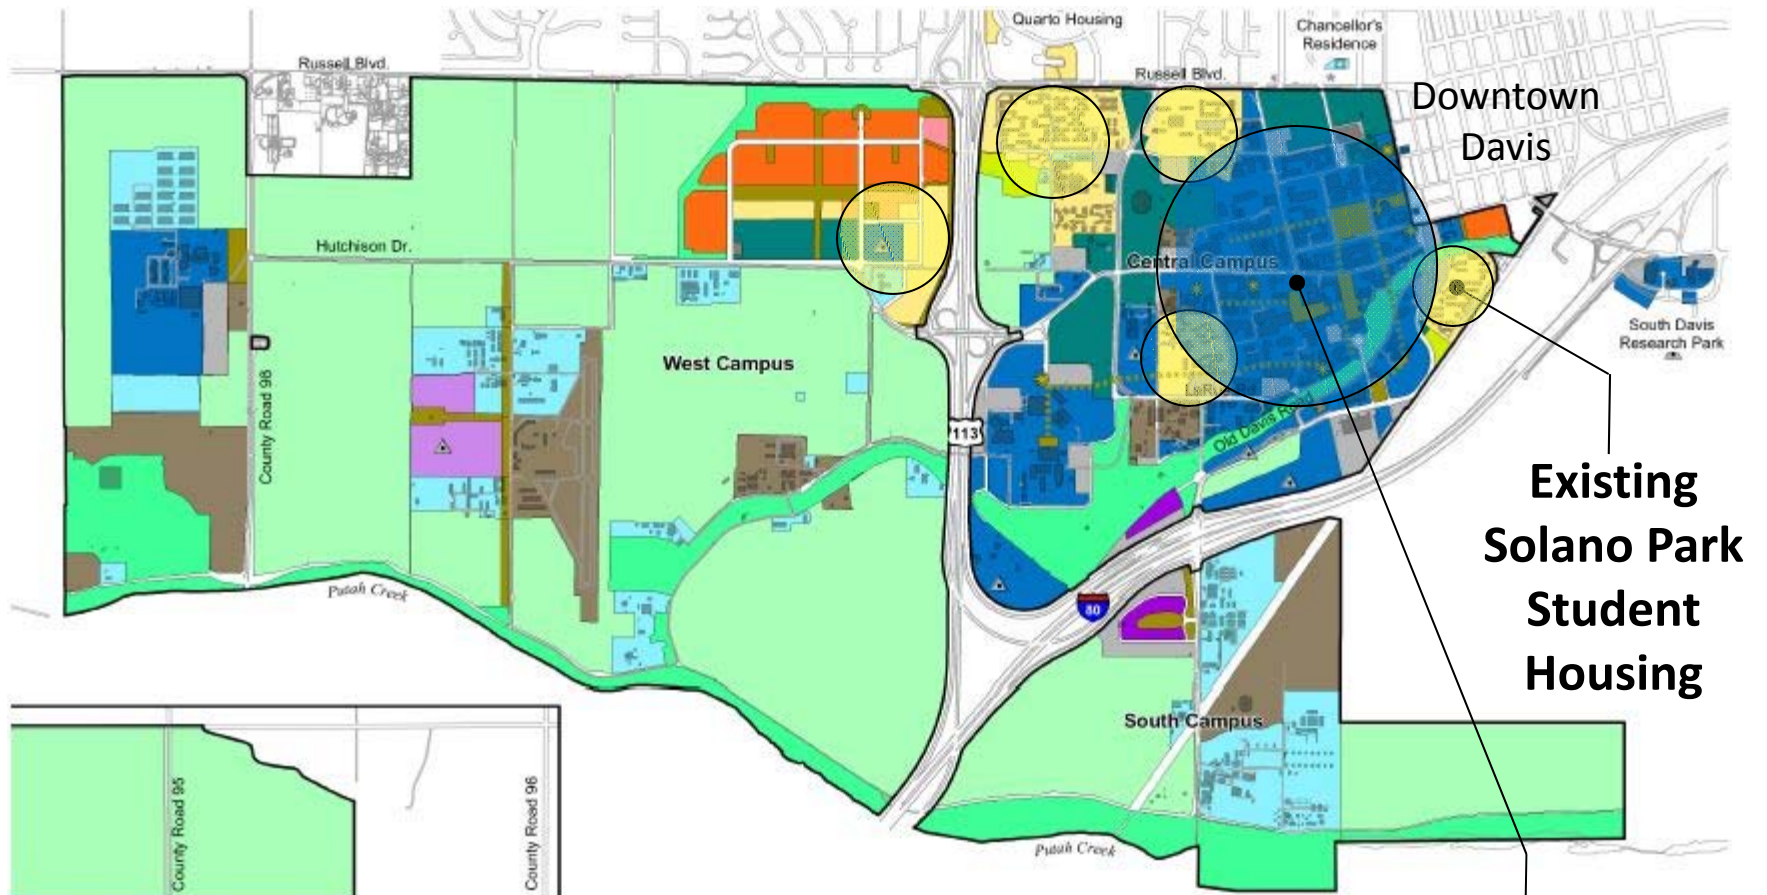 Quarto Housing
Chancellor's
Residence
Russell Blvd.
Russell Blvd.
Downtown
Davis
Hutchison Dr.
Central Campus
West Campus
South Davis
Research Park
County Road 98
LaRue Rd.
Old Davis Road
113
Existing
Solano Park
Student
Housing
Putah Creek
80
South Campus
County Road 95
County Road 96
Putah Creek